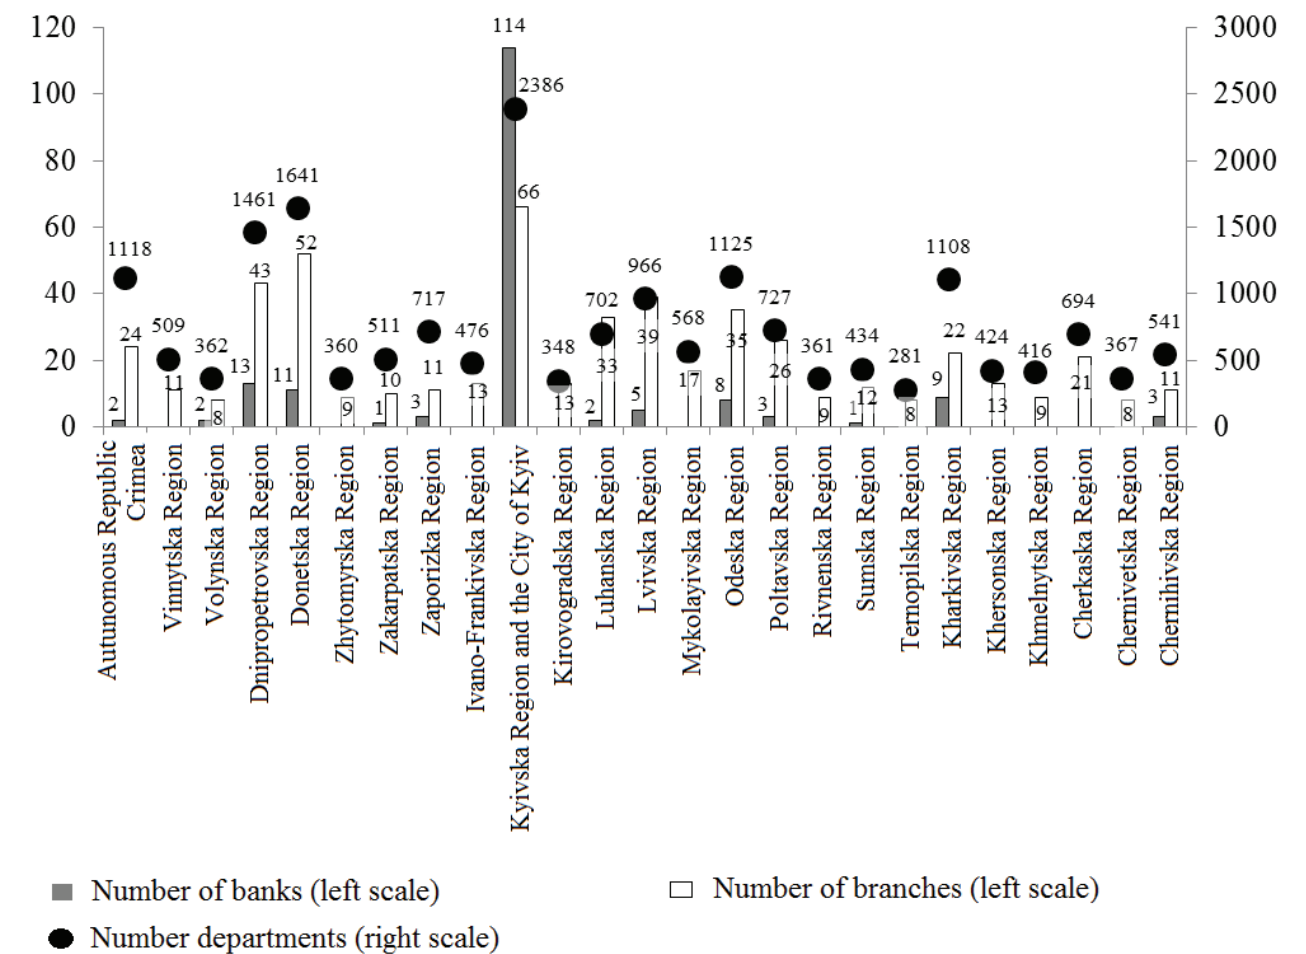 120
100
80
60
40
20
0
3000
2500
2000
1500
1000
500
0
2 24 1118
11 509
2 8 362
13 43 1461
11 52 1641
9 360
1 10 511
3 11 717
13 476
114 66 2386
13 348
2 33 702
5 39 966
17 568
8 35 1125
3 26 727
9 361
1 12 434
8 281
9 22 1108
13 424
9 416
21 694
8 367
3 11 541
Autunomous Republic
Crimea
Vinnytska Region
Volynska Region
Dnipropetrovska Region
Donetska Region
Zhytomyrska Region
Zakarpatska Region
Zaporizka Region
Ivano-Frankivska Region
Kyivska Region and the City of Kyiv
Kirovogradska Region
Luhanska Region
Lvivska Region
Mykolayivska Region
Odeska Region
Poltavska Region
Rivnenska Region
Sumska Region
Ternopilska Region
Kharkivska Region
Khersonska Region
Khmelnytska Region
Cherkaska Region
Chernivetska Region
Chernihivska Region
Number of banks (left scale)
Number of branches (left scale)
Number departments (right scale)